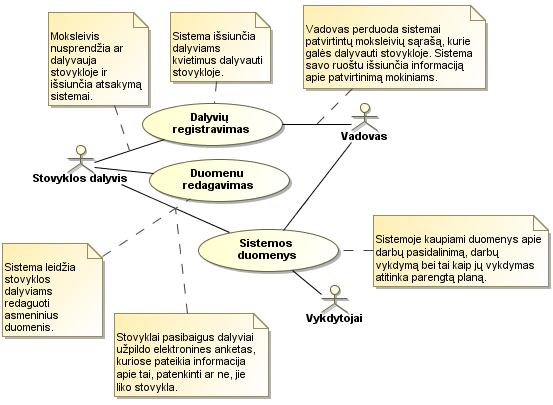 Moksleivis
nusprendžia ar
dalyvauja
stovykloje ir
išsiunčia atsakymą
sistemai.
Sistema išsiunčia
dalyviams
kvietimus dalyvauti
stovykloje.
Vadovas perduoda sistemai
patvirtintų moksleivių sąrašą, kurie
galės dalyvauti stovykloje. Sistema
savo ruoštu išsiunčia informaciją
apie patvirtinimą mokiniams.
Dalyvių
registravimas
Vadovas
Stovyklos dalyvis
Duomenu
redagavimas
Sistemos
duomenys
Sistemoje kaupiami duomenys apie
darbų pasidalinimą, darbų
vykdymą bei tai kaip jų vykdymas
atitinka parengtą planą.
Sistema leidžia
stovyklos
dalyviams
redaguoti
asmeninius
duomenis.
Vykdytojai
Stovyklai pasibaigus dalyviai
užpildo elektronines anketas,
kuriose pateikia informacija
apie tai, patenkinti ar ne, jie
liko stovykla.